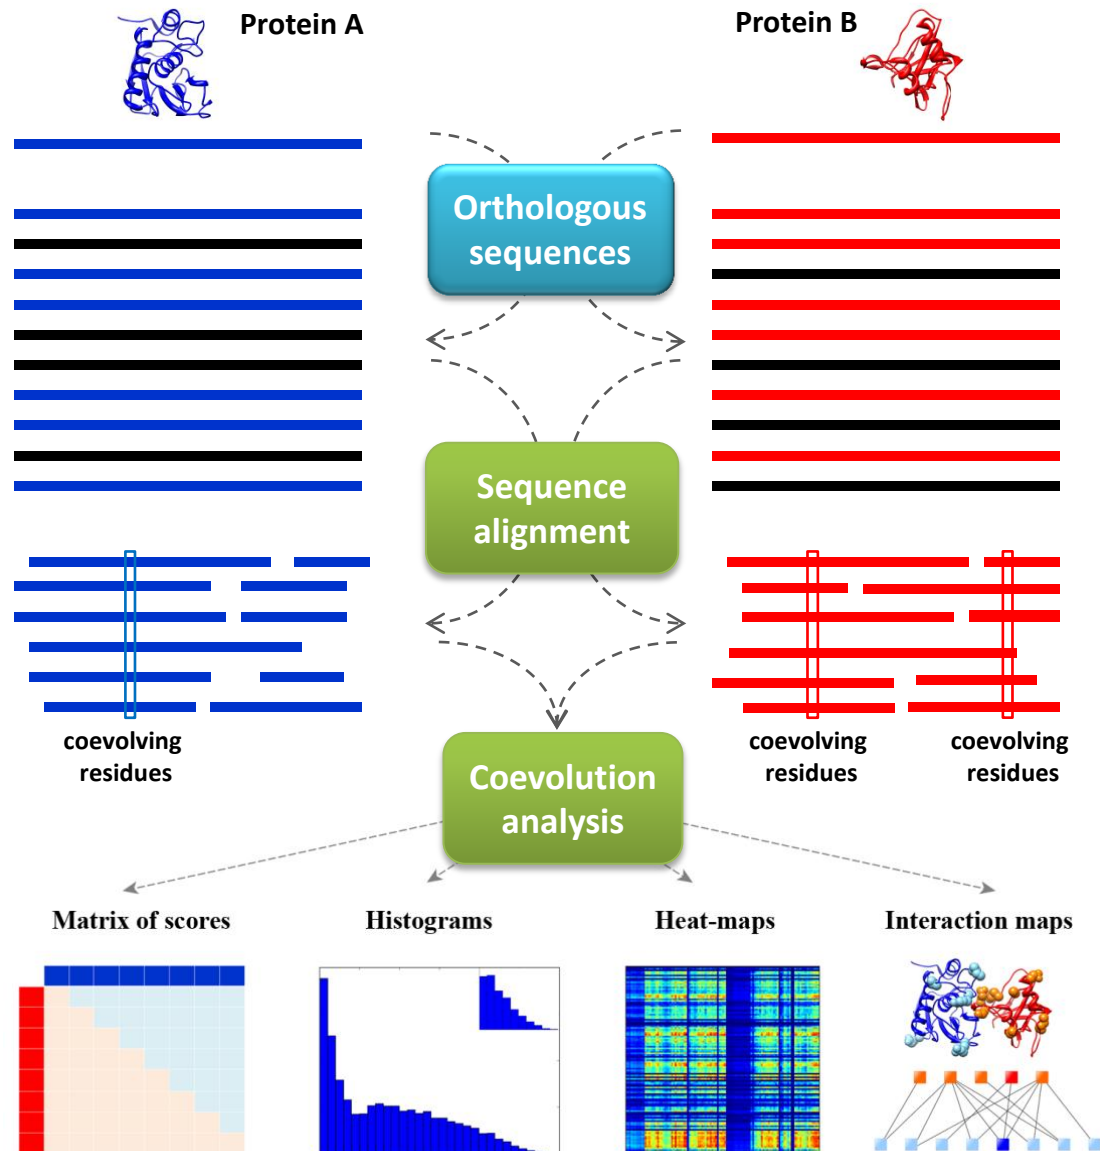 Protein A
Protein B
Orthologous
sequences
Sequence
alignment
coevolving
residues
coevolving
residues
coevolving
residues
Coevolution
analysis
Matrix of scores
Histograms
Heat-maps
Interaction maps